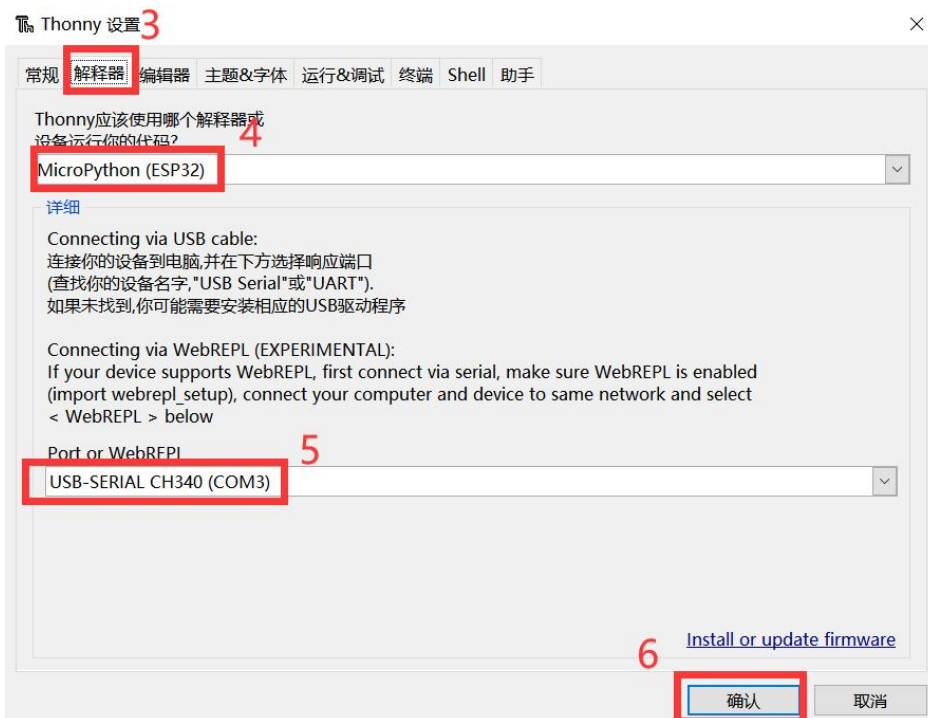 Thonny 设置 3
常规 解释器 编辑器 主题&字体 运行&调试 终端 Shell 助手
Thonny应该使用哪个解释器或
设备运行你的代码?
4
MicroPython (ESP32)
详细
Connecting via USB cable:
连接你的设备到电脑,并在下方选择响应端口
(查找你的设备名字,"USB Serial"或"UART").
如果未找到,你可能需要安装相应的USB驱动程序
Connecting via WebREPL (EXPERIMENTAL):
If your device supports WebREPL, first connect via serial, make sure WebREPL is enabled
(import webrepl_setup), connect your computer and device to same network and select
< WebREPL > below
Port or WebREPL
5
USB-SERIAL CH340 (COM3)
Install or update firmware
6
确认 取消